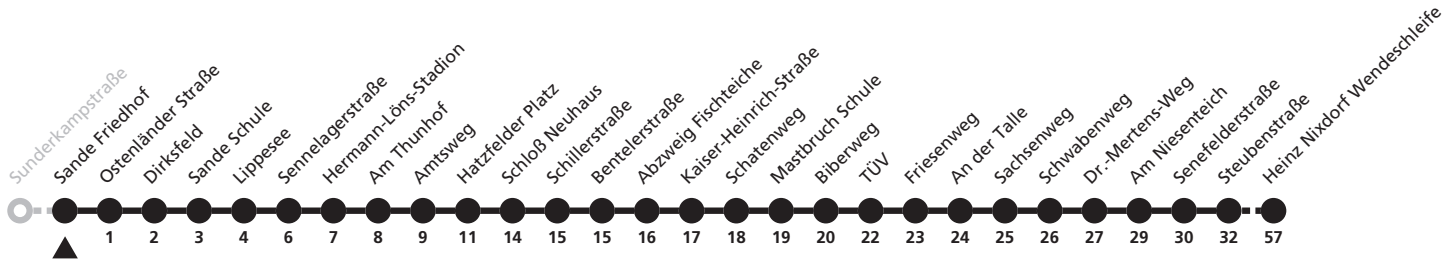 Sunderkampstraße
Sande Friedhof
Ostenländer Straße
Dirksfeld
Sande Schule
Lippesee
Sennelagerstraße
Hermann-Löns-Stadion
Am Thunhof
Amtsweg
Hatzfelder Platz
Schloß Neuhaus
Schillerstraße
Bentelerstraße
Abzweig Fischteiche
Kaiser-Heinrich-Straße
Schatenweg
Mastbruch Schule
Biberweg
TÜV
Friesenweg
An der Talle
Sachsenweg
Schwabenweg
Dr.-Mertens-Weg
Am Niesenteich
Senefelderstraße
Steubenstraße
Heinz Nixdorf Wendeschleife
1 2 3 4 6 7 8 9 11 14 15 15 16 17 18 19 20 22 23 24 25 26 27 29 30 32 57